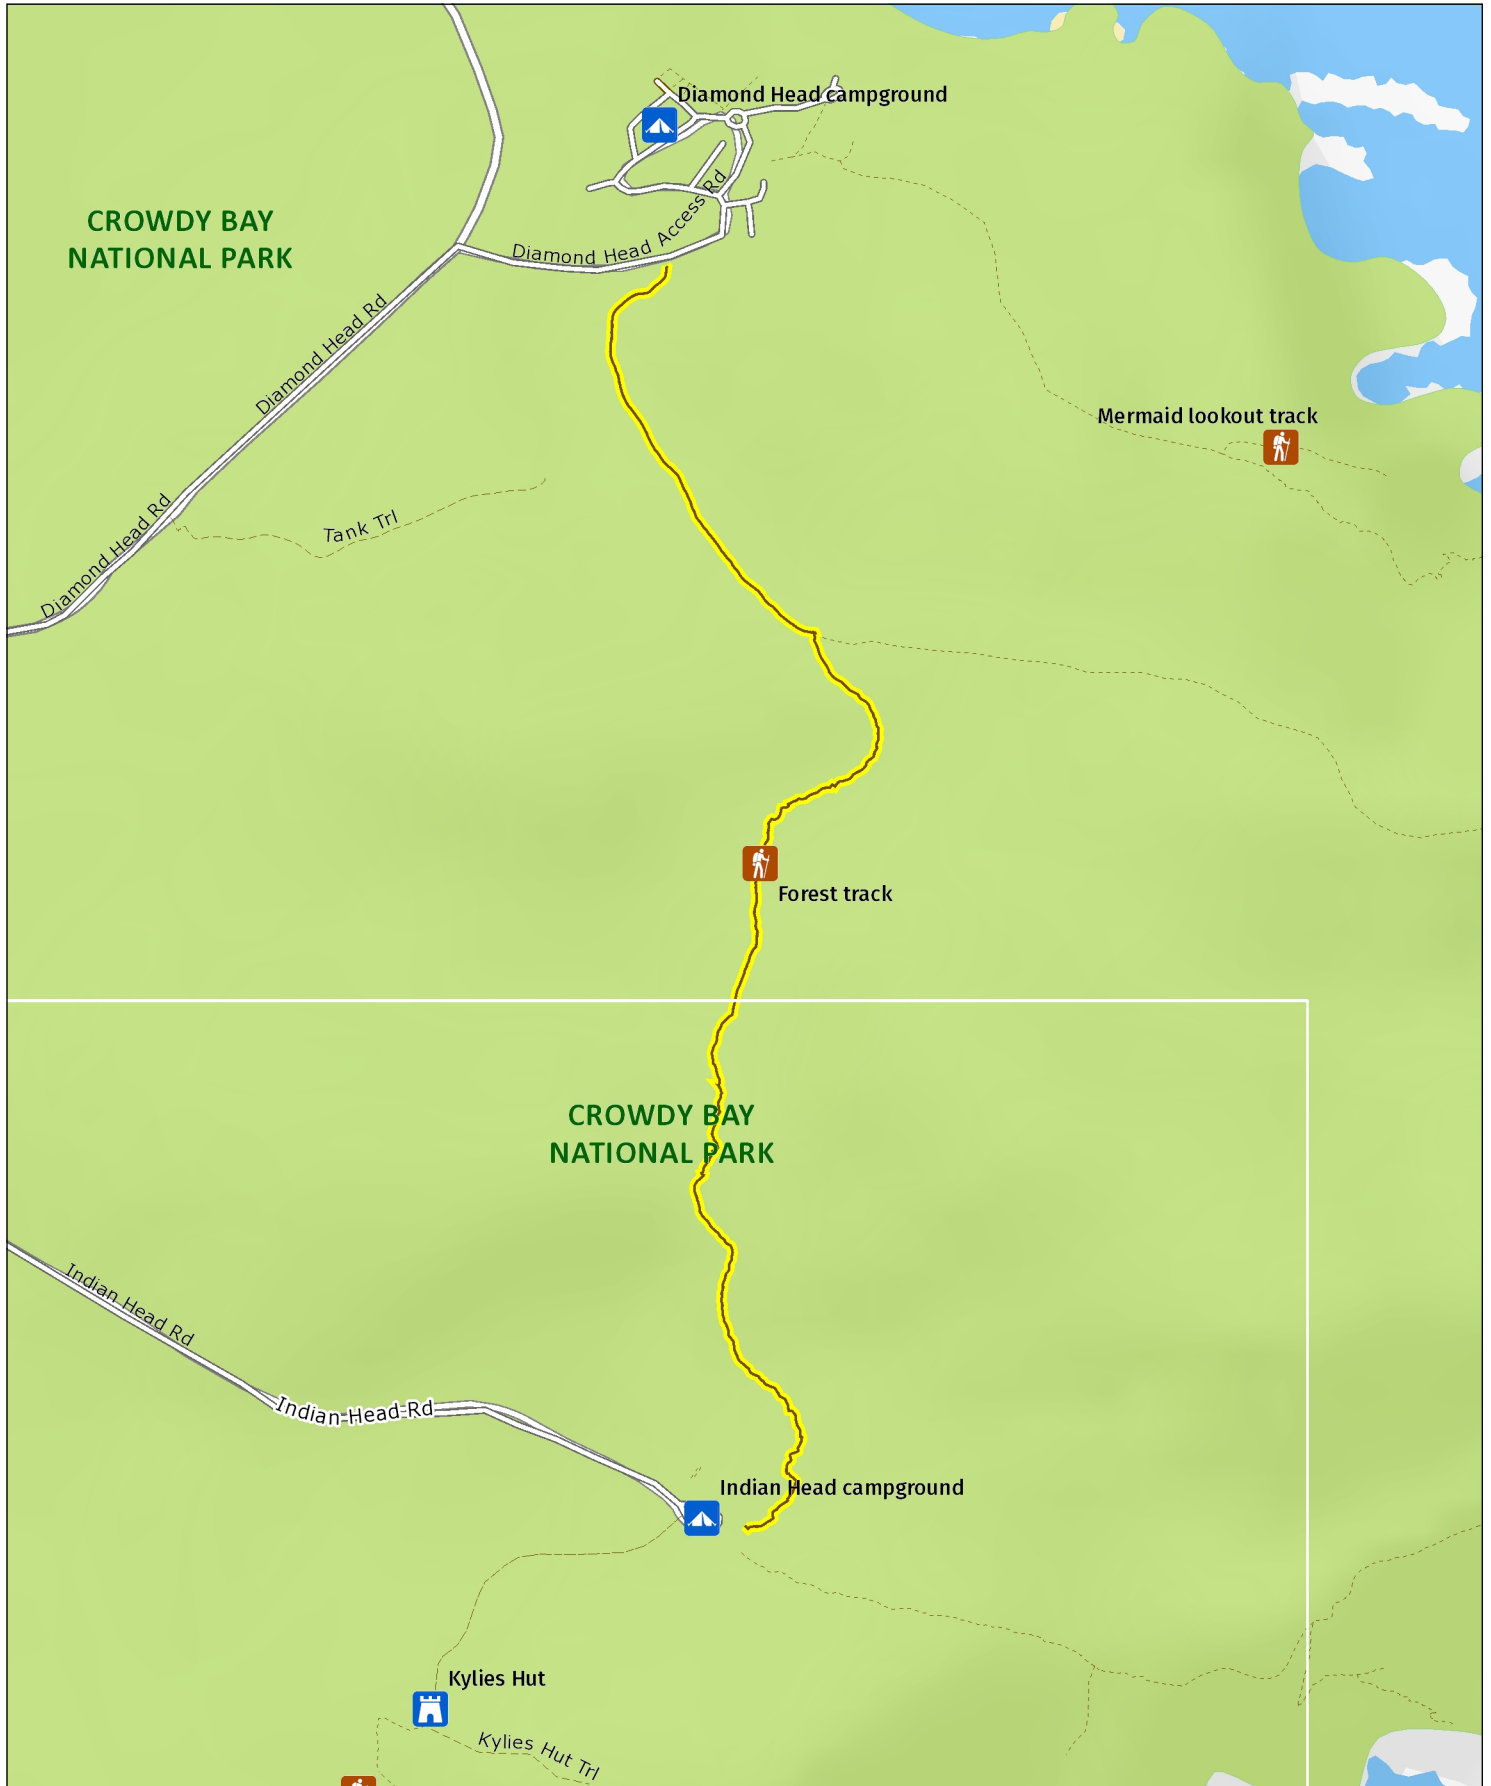 Diamond Head campground
CROWDY BAY
NATIONAL PARK
Diamond Head Access Rd
Diamond Head Rd
Mermaid lookout track
Diamond Head Rd
Tank Trl
Forest track
CROWDY BAY
NATIONAL PARK
Indian Head Rd
Indian Head Rd
Indian Head campground
Kylies Hut
Kylies Hut Trl